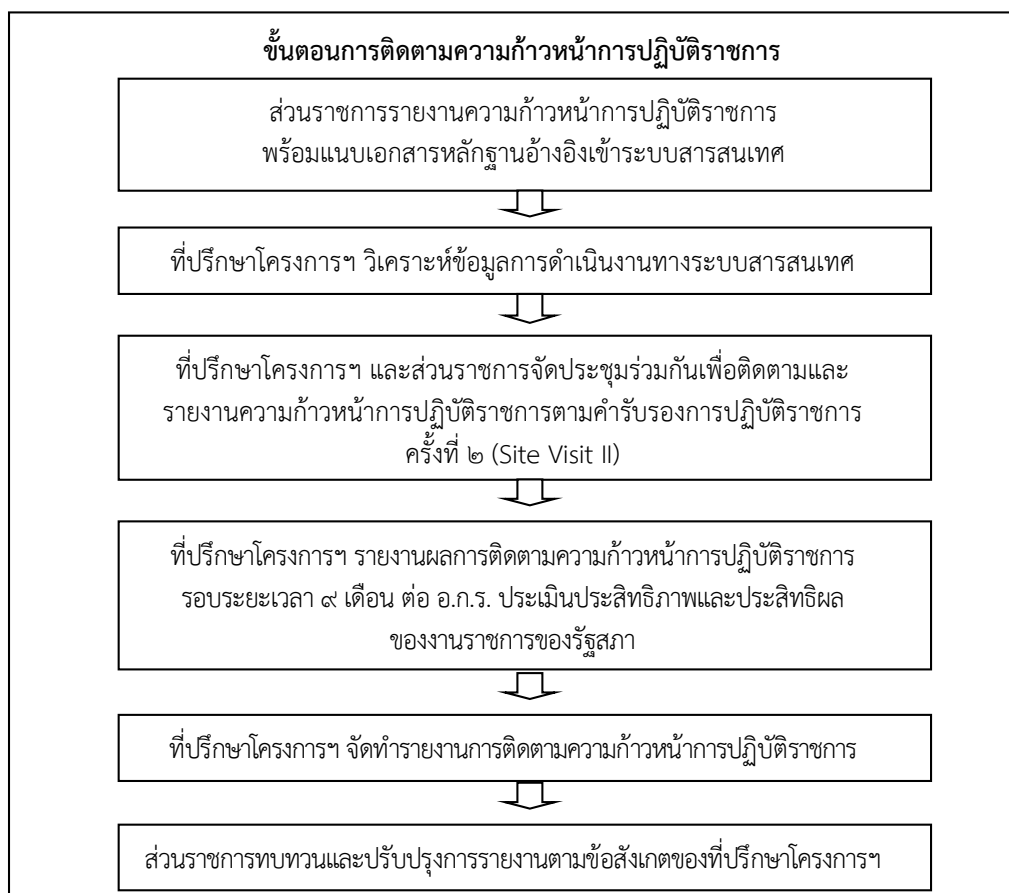 ขั้นตอนการติดตามความก้าวหน้าการปฏิบัติราชการ
ส่วนราชการรายงานความก้าวหน้าการปฏิบัติราชการ
พร้อมแนบเอกสารหลักฐานอ้างอิงเข้าระบบสารสนเทศ
ที่ปรึกษาโครงการฯ วิเคราะห์ข้อมูลการดำเนินงานทางระบบสารสนเทศ
ที่ปรึกษาโครงการฯ และส่วนราชการจัดประชุมร่วมกันเพื่อติดตามและ
รายงานความก้าวหน้าการปฏิบัติราชการตามคำรับรองการปฏิบัติราชการ
ครั้งที่ ๒ (Site Visit II)
ที่ปรึกษาโครงการฯ รายงานผลการติดตามความก้าวหน้าการปฏิบัติราชการ
รอบระยะเวลา ๙ เดือน ต่อ อ.ก.ร. ประเมินประสิทธิภาพและประสิทธิผล
ของงานราชการของรัฐสภา
ที่ปรึกษาโครงการฯ จัดทำรายงานการติดตามความก้าวหน้าการปฏิบัติราชการ
ส่วนราชการทบทวนและปรับปรุงการรายงานตามข้อสังเกตของที่ปรึกษาโครงการฯ